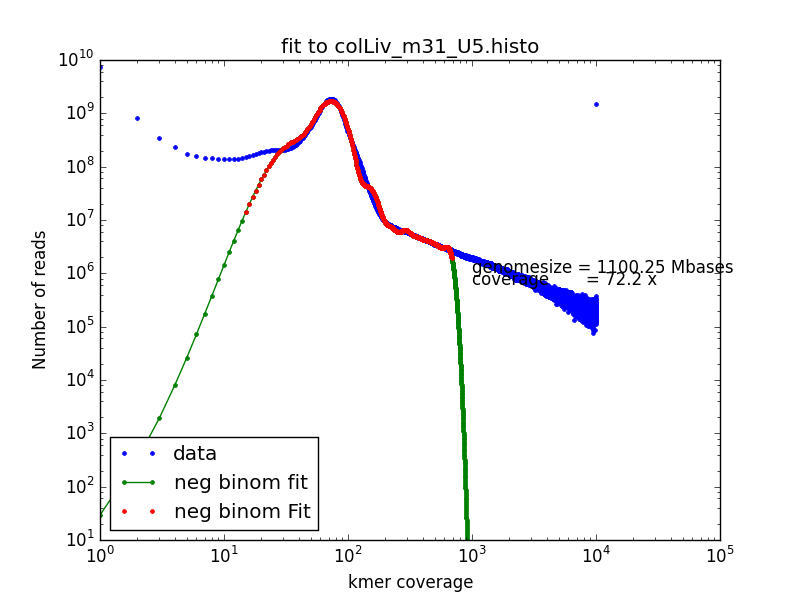 fit to colLiv_m31_U5.histo
10^10
10^9
10^8
10^7
10^6
10^5
10^4
10^3
10^2
10^1
Number of reads
genomesize = 1100.25 Mbases
coverage = 72.2 x
data
neg binom fit
neg binom Fit
10^0 10^1 10^2 10^3 10^4 10^5
kmer coverage